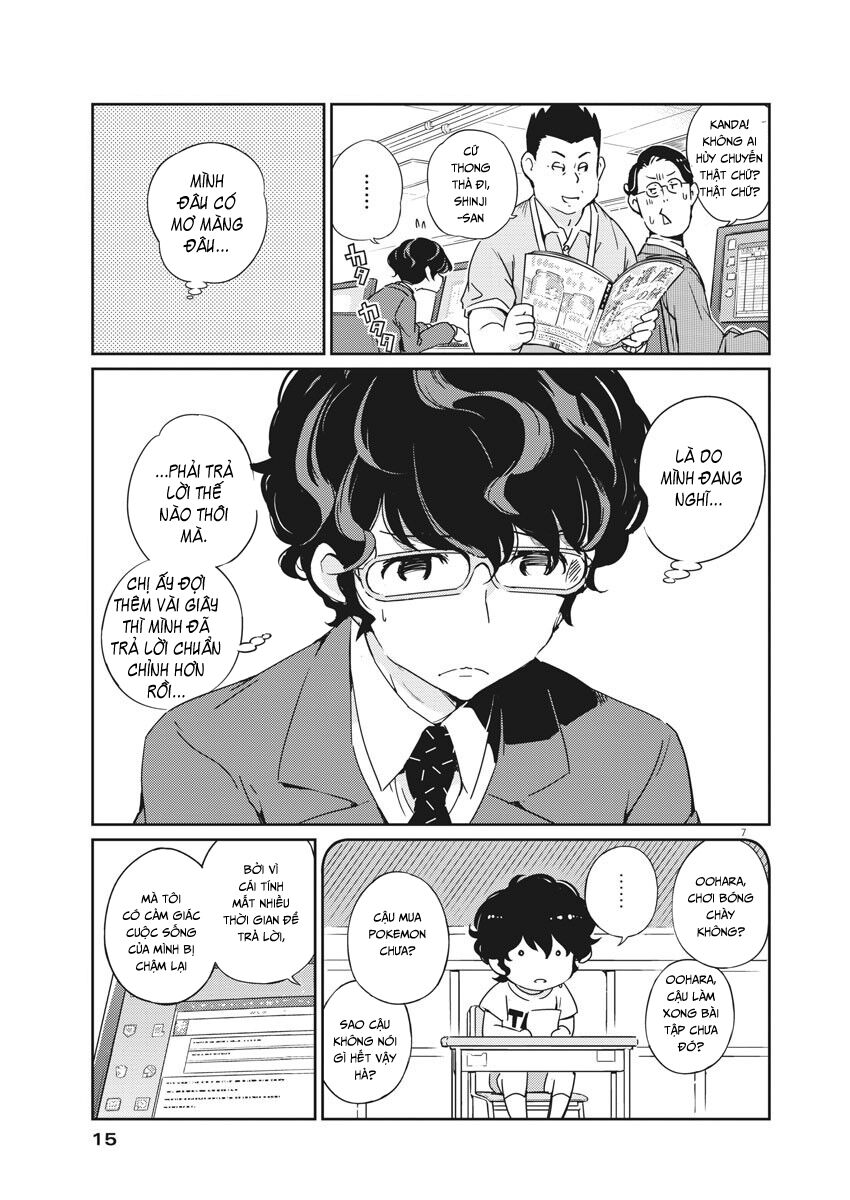 KANDA!
KHÔNG AI
HỦY CHUYẾN
THẬT CHỨ?
THẬT CHỨ?
CỨ
THONG
THẢ ĐI,
SHINJI
-SAN
......
カタ
カタタ
MÌNH
ĐÂU CÓ
MƠ MÀNG
ĐÂU...
LÀ DO
MÌNH ĐANG
NGHĨ...
...PHẢI TRẢ
LỜI THẾ
NÀO THÔI
MÀ.
CHỊ ẤY ĐỢI
THÊM VÀI GIÂY
THÌ MÌNH ĐÃ
TRẢ LỜI CHUẨN
CHỈNH HƠN
RỒI...
7
OOHARA,
CHƠI BÓNG
CHÀY
KHÔNG?
......
OOHARA,
CẬU LÀM
XONG BÀI
TẬP CHƯA
ĐÓ?
CẬU MUA
POKEMON
CHƯA?
SAO CẬU
KHÔNG NÓI
GÌ HẾT VẬY
HẢ?
BỞI VÌ
CÁI TÍNH
MẤT NHIỀU
THỜI GIAN ĐỂ
TRẢ LỜI,
MÀ TÔI
CÓ CẢM GIÁC
CUỘC SỐNG
CỦA MÌNH BỊ
CHẬM LẠI
15